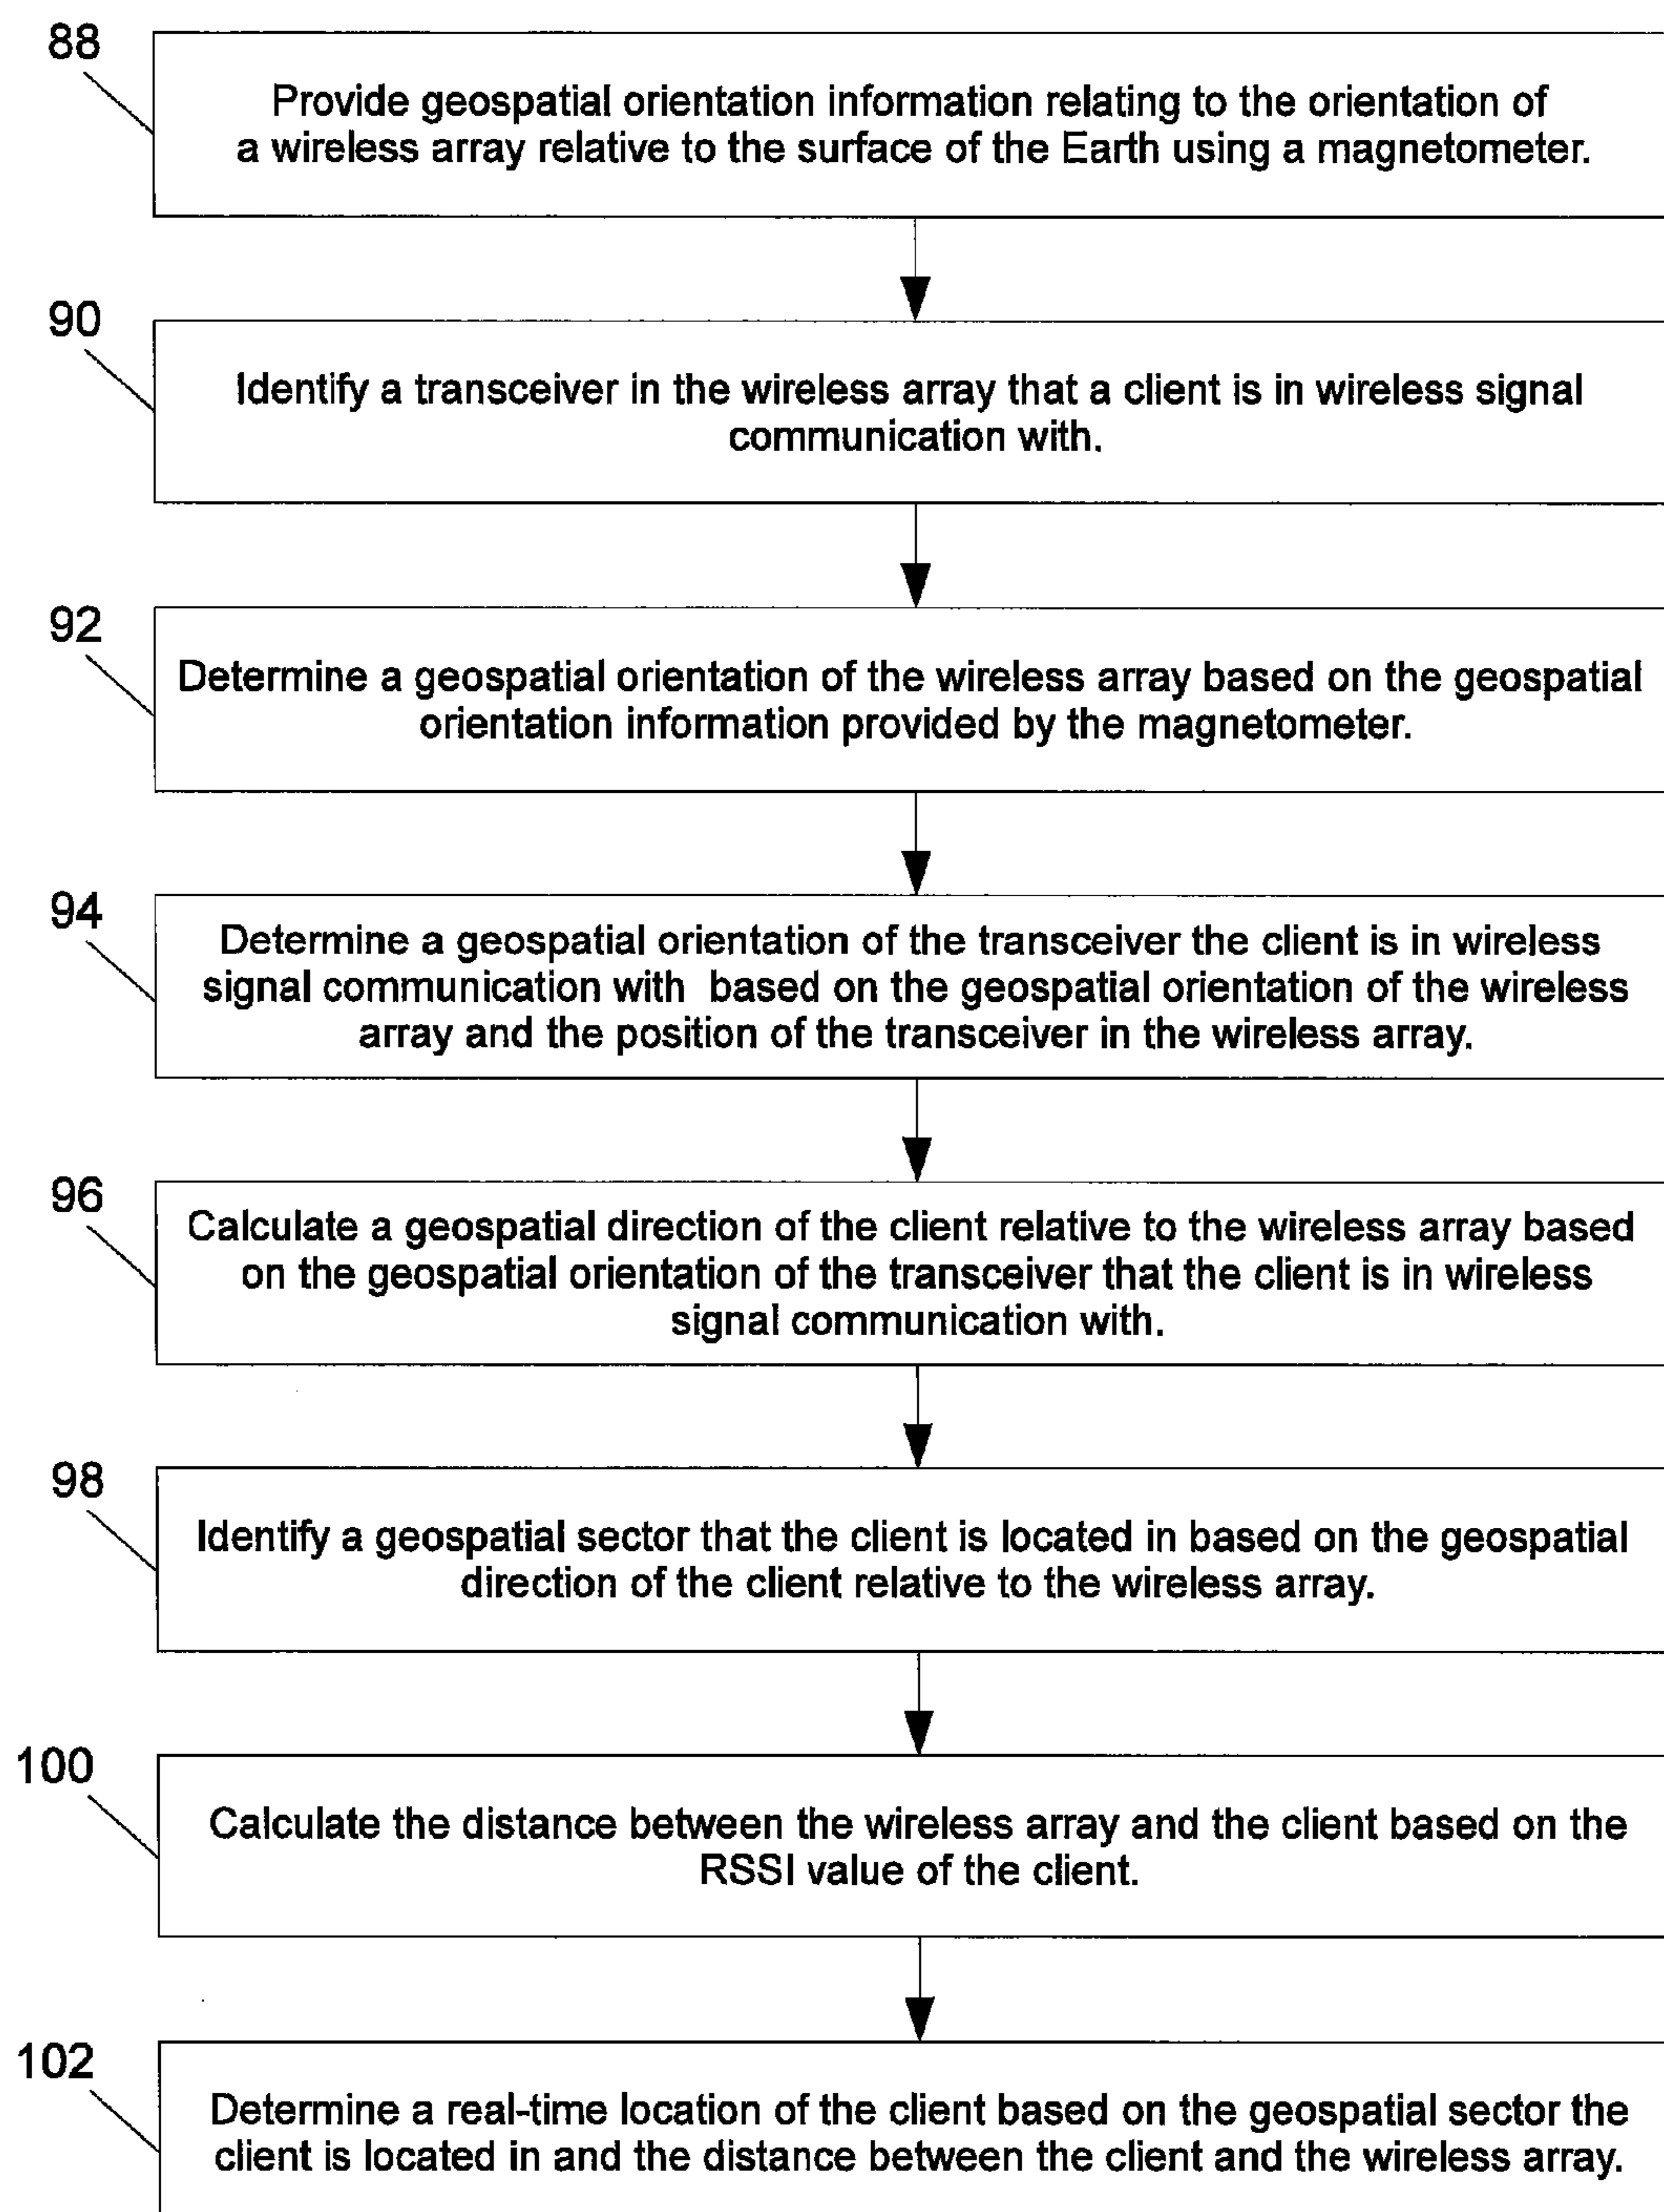 88
Provide geospatial orientation information relating to the orientation of
a wireless array relative to the surface of the Earth using a magnetometer.
90
Identify a transceiver in the wireless array that a client is in wireless signal
communication with.
92
Determine a geospatial orientation of the wireless array based on the geospatial
orientation information provided by the magnetometer.
94
Determine a geospatial orientation of the transceiver the client is in wireless
signal communication with based on the geospatial orientation of the wireless
array and the position of the transceiver in the wireless array.
96
Calculate a geospatial direction of the client relative to the wireless array based
on the geospatial orientation of the transceiver that the client is in wireless
signal communication with.
98
Identify a geospatial sector that the client is located in based on the geospatial
direction of the client relative to the wireless array.
100
Calculate the distance between the wireless array and the client based on the
RSSI value of the client.
102
Determine a real-time location of the client based on the geospatial sector the
client is located in and the distance between the client and the wireless array.